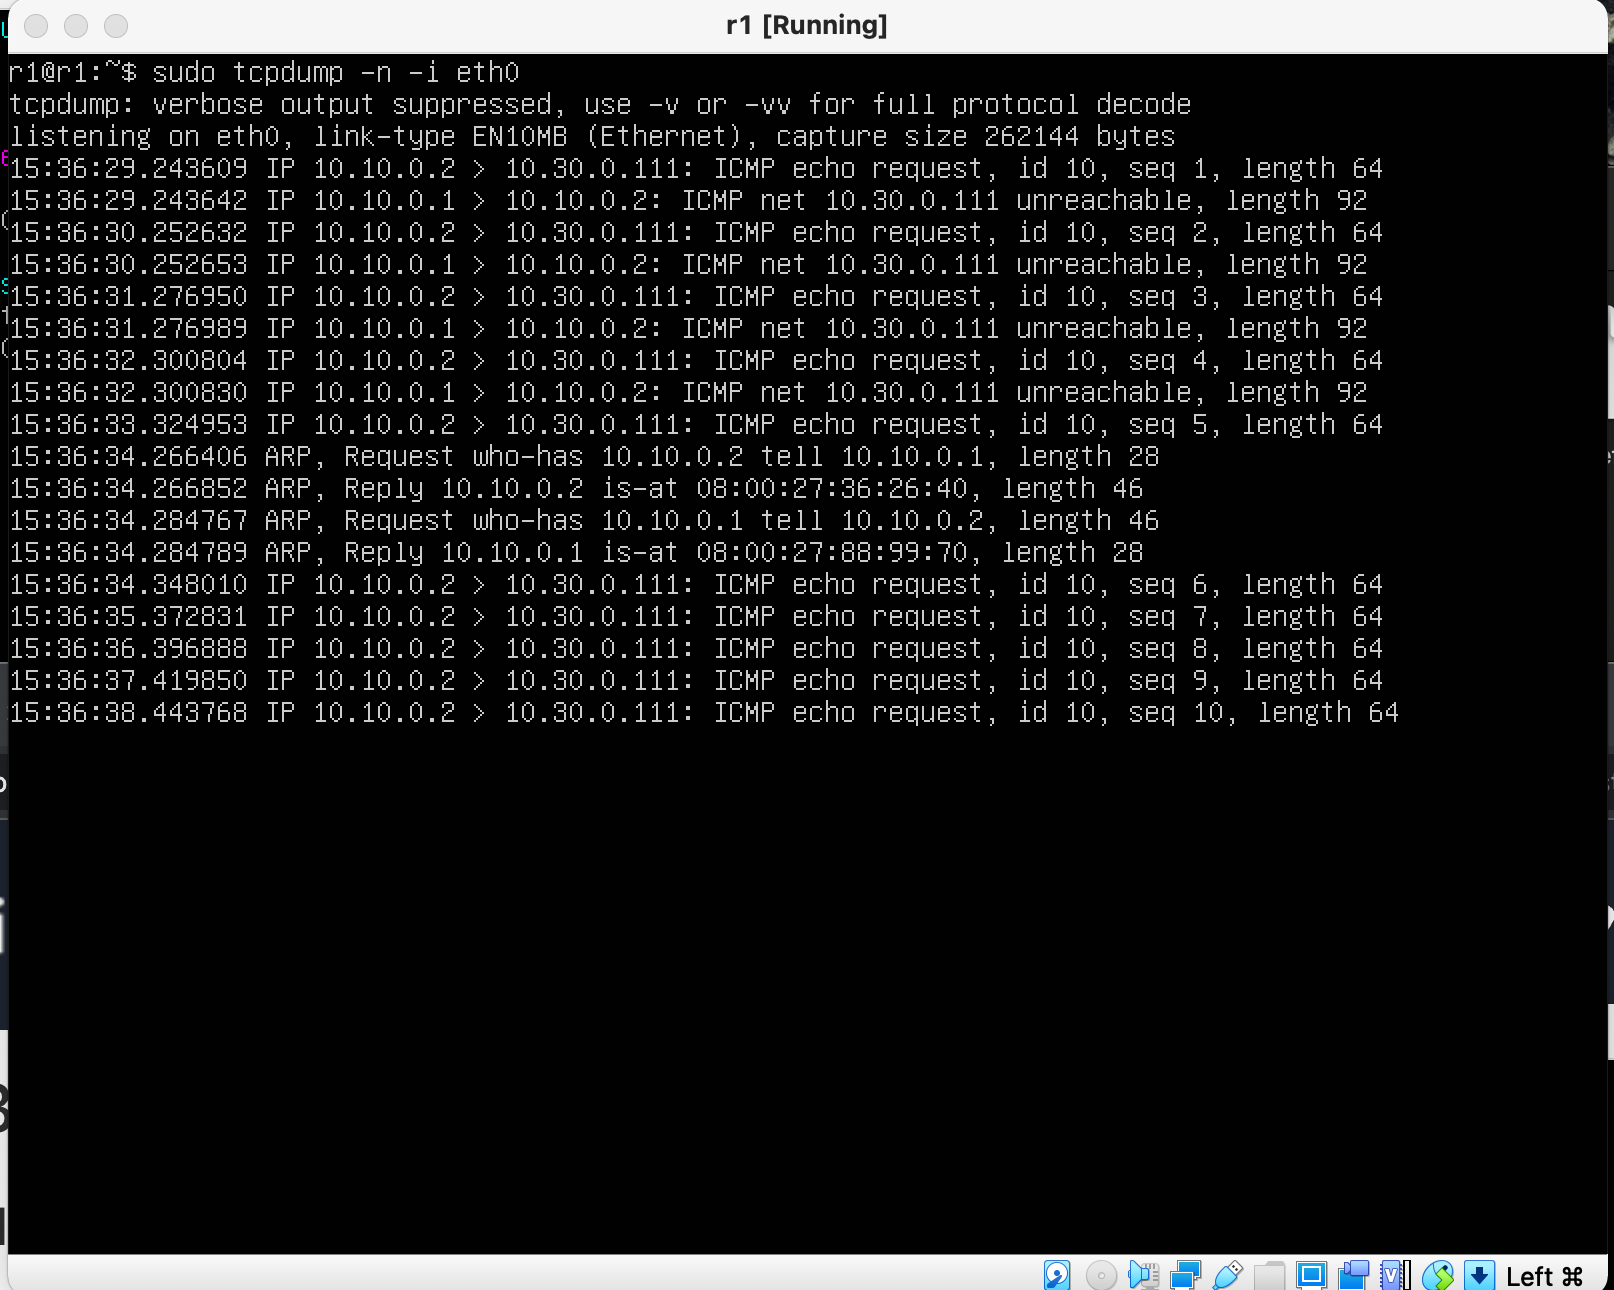 r1 [Running]
r1@r1:~$ sudo tcpdump -n -i eth0
tcpdump: verbose output suppressed, use -v or -vv for full protocol decode
listening on eth0, link-type EN10MB (Ethernet), capture size 262144 bytes
15:36:29.243609 IP 10.10.0.2 > 10.30.0.111: ICMP echo request, id 10, seq 1, length 64
15:36:29.243642 IP 10.10.0.1 > 10.10.0.2: ICMP net 10.30.0.111 unreachable, length 92
15:36:30.252632 IP 10.10.0.2 > 10.30.0.111: ICMP echo request, id 10, seq 2, length 64
15:36:30.252653 IP 10.10.0.1 > 10.10.0.2: ICMP net 10.30.0.111 unreachable, length 92
15:36:31.276950 IP 10.10.0.2 > 10.30.0.111: ICMP echo request, id 10, seq 3, length 64
15:36:31.276989 IP 10.10.0.1 > 10.10.0.2: ICMP net 10.30.0.111 unreachable, length 92
15:36:32.300804 IP 10.10.0.2 > 10.30.0.111: ICMP echo request, id 10, seq 4, length 64
15:36:32.300830 IP 10.10.0.1 > 10.10.0.2: ICMP net 10.30.0.111 unreachable, length 92
15:36:33.324953 IP 10.10.0.2 > 10.30.0.111: ICMP echo request, id 10, seq 5, length 64
15:36:34.266406 ARP, Request who-has 10.10.0.2 tell 10.10.0.1, length 28
15:36:34.266852 ARP, Reply 10.10.0.2 is-at 08:00:27:36:26:40, length 46
15:36:34.284767 ARP, Request who-has 10.10.0.1 tell 10.10.0.2, length 46
15:36:34.284789 ARP, Reply 10.10.0.1 is-at 08:00:27:88:99:70, length 28
15:36:34.348010 IP 10.10.0.2 > 10.30.0.111: ICMP echo request, id 10, seq 6, length 64
15:36:35.372831 IP 10.10.0.2 > 10.30.0.111: ICMP echo request, id 10, seq 7, length 64
15:36:36.396888 IP 10.10.0.2 > 10.30.0.111: ICMP echo request, id 10, seq 8, length 64
15:36:37.419850 IP 10.10.0.2 > 10.30.0.111: ICMP echo request, id 10, seq 9, length 64
15:36:38.443768 IP 10.10.0.2 > 10.30.0.111: ICMP echo request, id 10, seq 10, length 64
Left ⌘